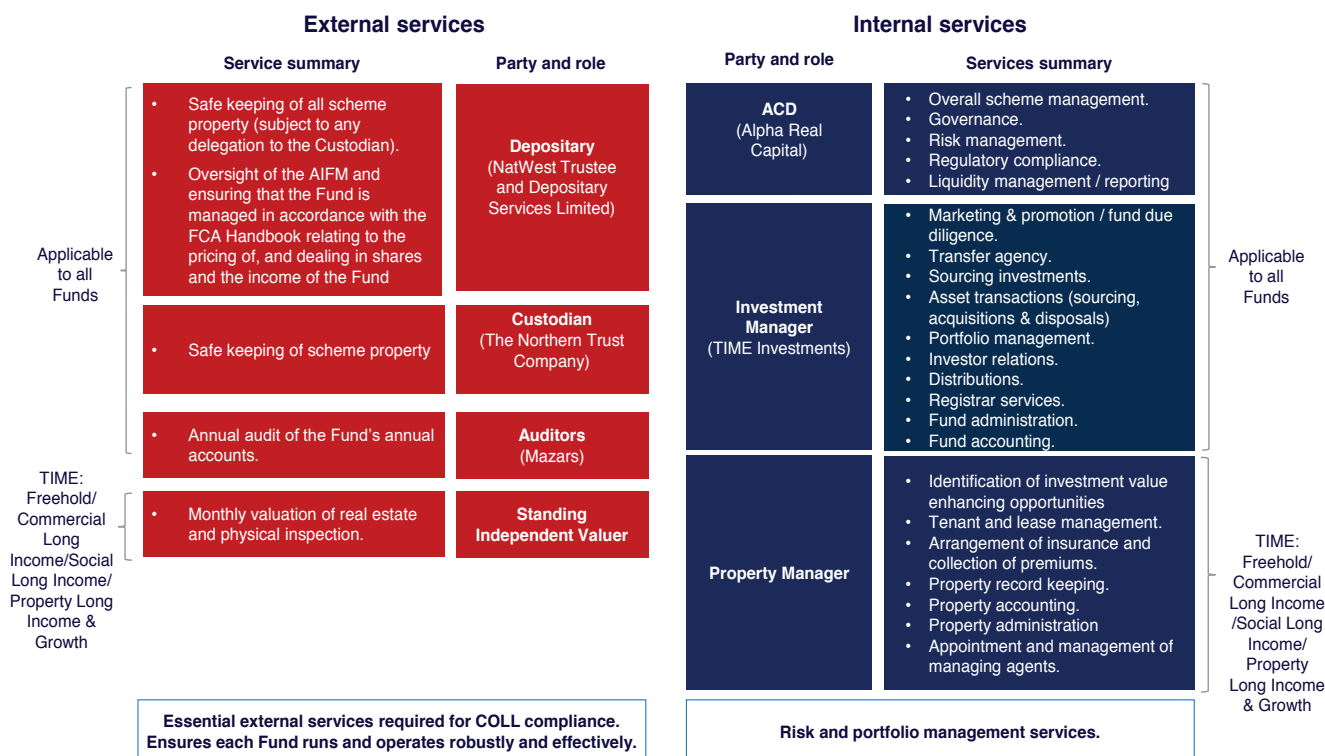 External services
Service summary
Party and role
Applicable
to all
Funds
• Safe keeping of all scheme
property (subject to any
delegation to the Custodian).
• Oversight of the AIFM and
ensuring that the Fund is
managed in accordance with the
FCA Handbook relating to the
pricing of, and dealing in shares
and the income of the Fund
Depositary
(NatWest Trustee
and Depositary
Services Limited)
• Safe keeping of scheme property
Custodian
(The Northern Trust
Company)
• Annual audit of the Fund's annual
accounts.
Auditors
(Mazars)
TIME:
Freehold/
Commercial
Long
Income/Social
Long Income/
Property Long
Income &
Growth
• Monthly valuation of real estate
and physical inspection.
Standing
Independent Valuer
Essential external services required for COLL compliance.
Ensures each Fund runs and operates robustly and effectively.
Internal services
Party and role
Services summary
ACD
(Alpha Real
Capital)
• Overall scheme management.
• Governance.
• Risk management.
• Regulatory compliance.
• Liquidity management / reporting
Investment
Manager
(TIME Investments)
• Marketing & promotion / fund due
diligence.
• Transfer agency.
• Sourcing investments.
• Asset transactions (sourcing,
acquisitions & disposals)
• Portfolio management.
• Investor relations.
• Distributions.
• Registrar services.
• Fund administration.
• Fund accounting.
Applicable
to all
Funds
Property Manager
• Identification of investment value
enhancing opportunities
• Tenant and lease management.
• Arrangement of insurance and
collection of premiums.
• Property record keeping.
• Property accounting.
• Property administration
• Appointment and management of
managing agents.
TIME:
Freehold/
Commercial
Long Income
/Social Long
Income/
Property
Long Income
& Growth
Risk and portfolio management services.